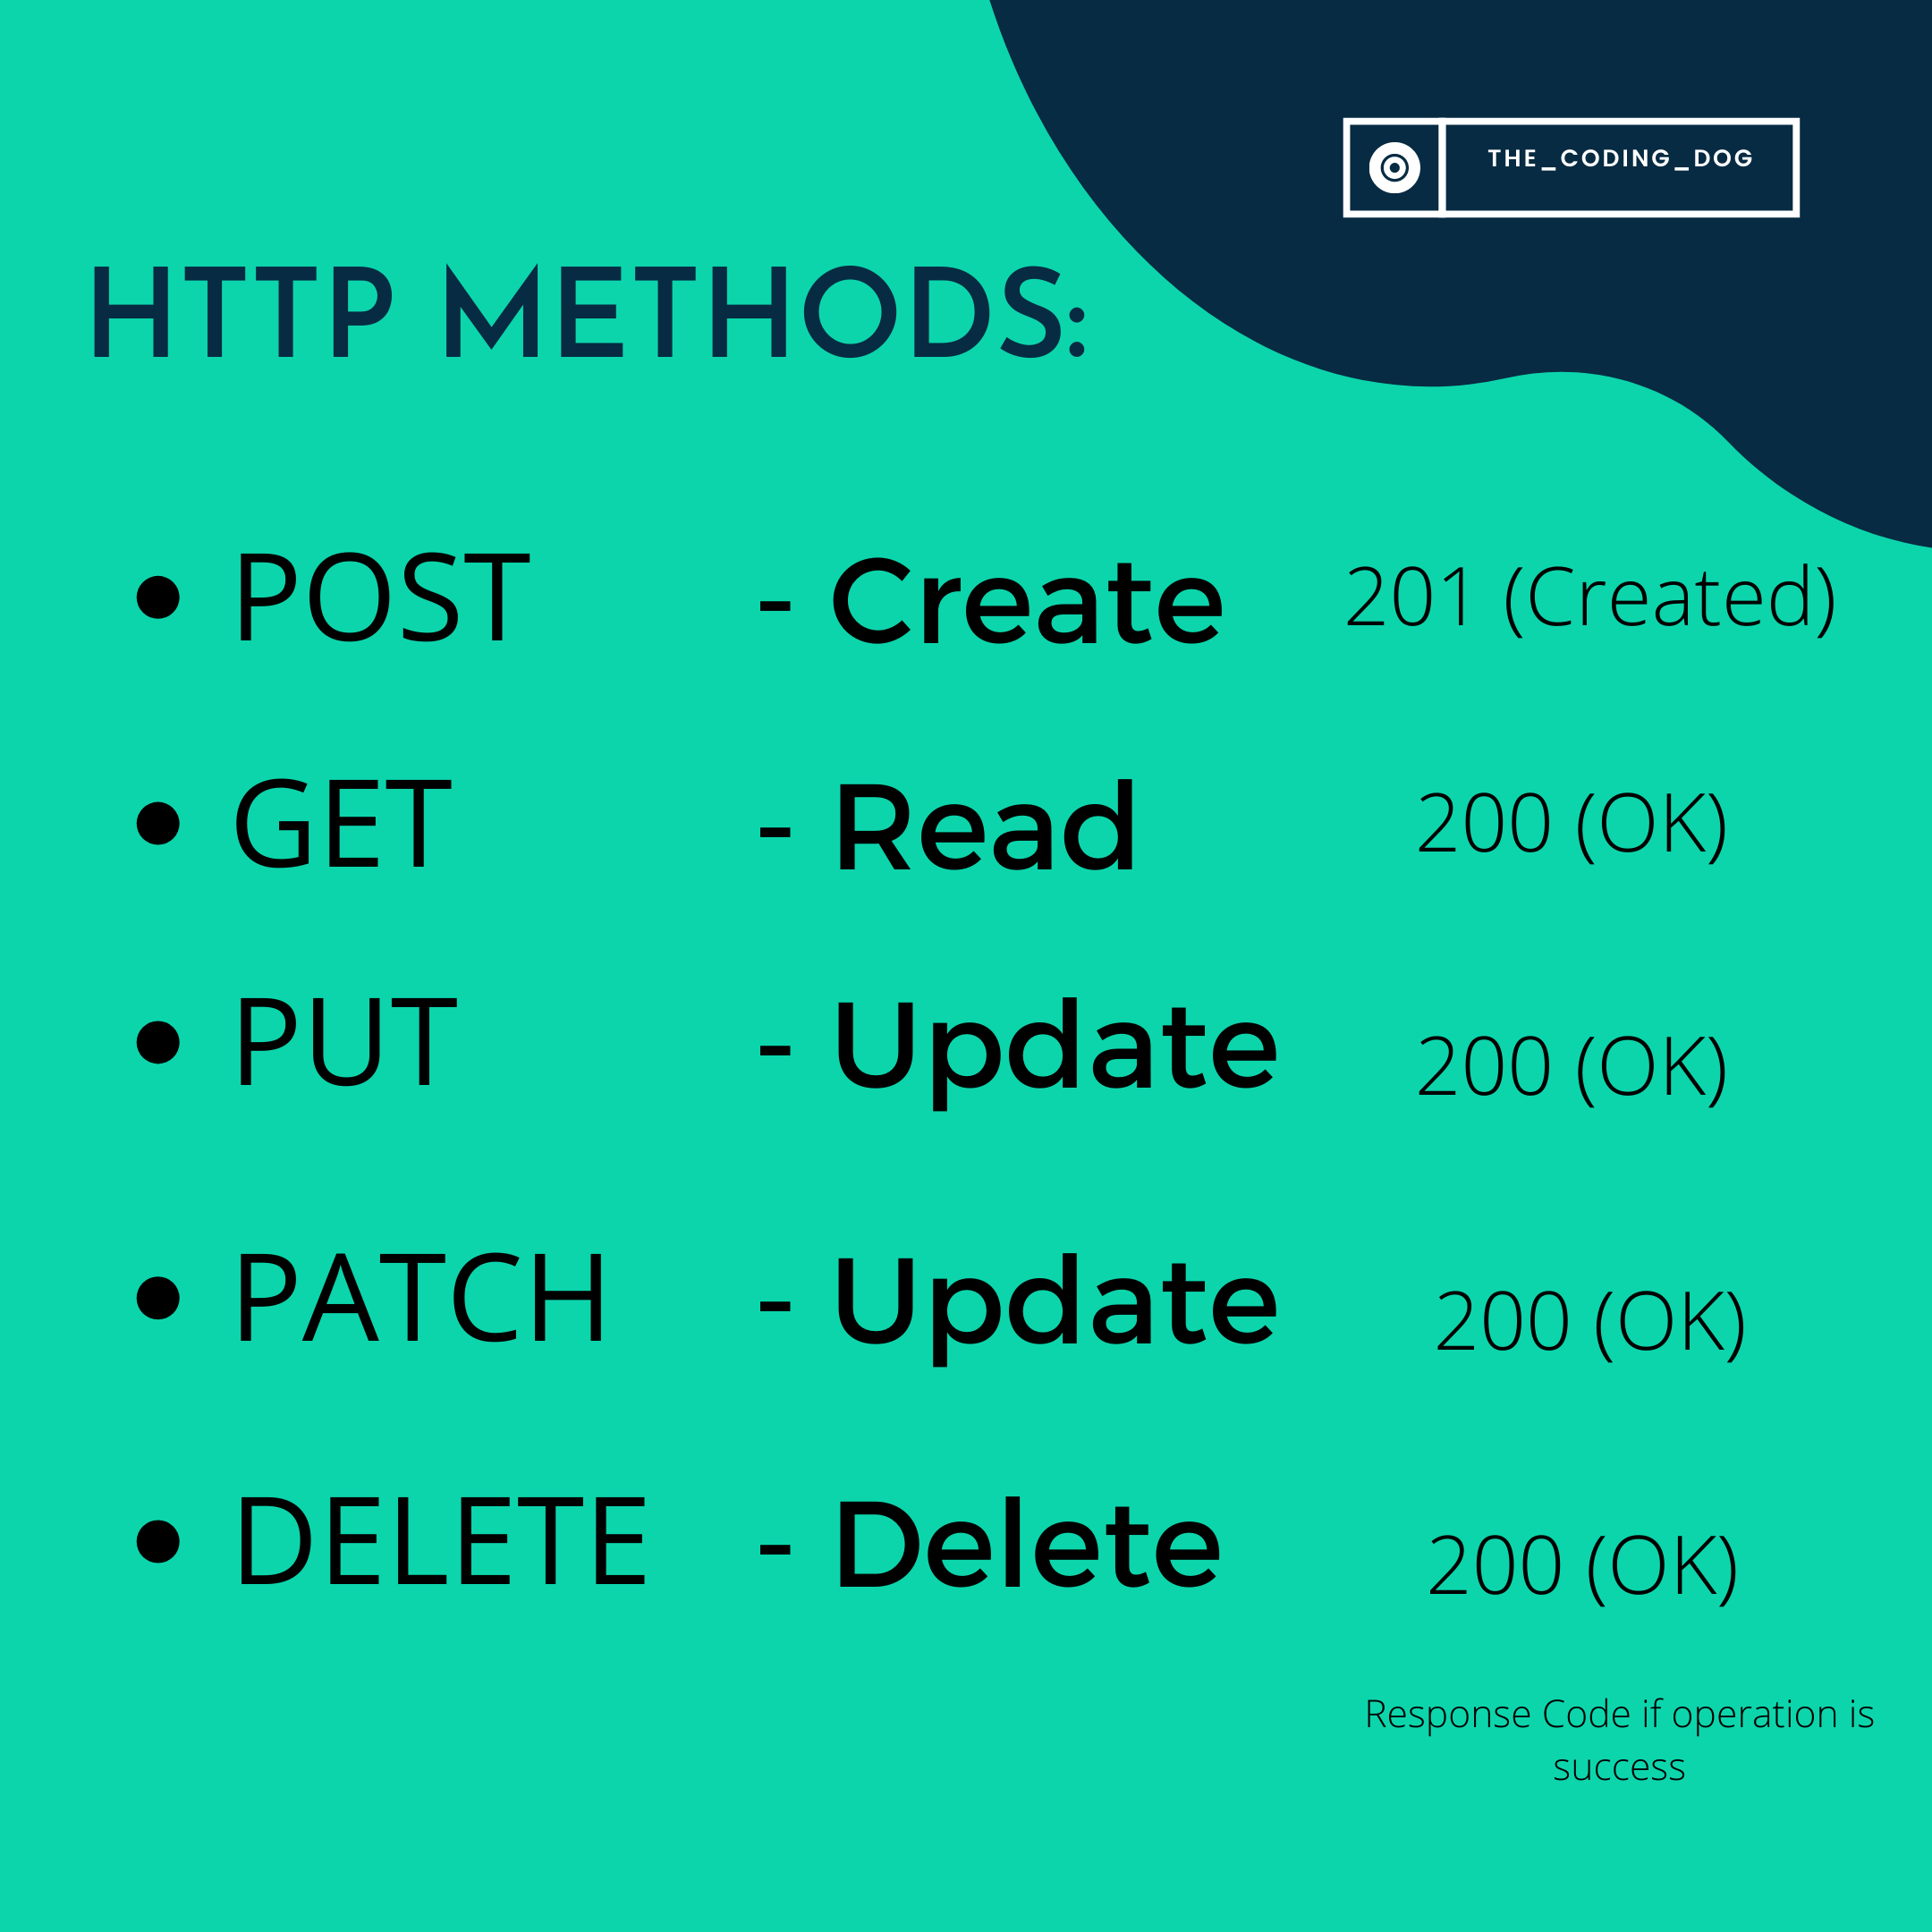 THE_CODING_DOG
HTTP METHODS:
• POST - Create 201 (Created)
• GET - Read 200 (OK)
• PUT - Update 200 (OK)
• PATCH - Update 200 (OK)
• DELETE - Delete 200 (OK)
Response Code if operation is
success